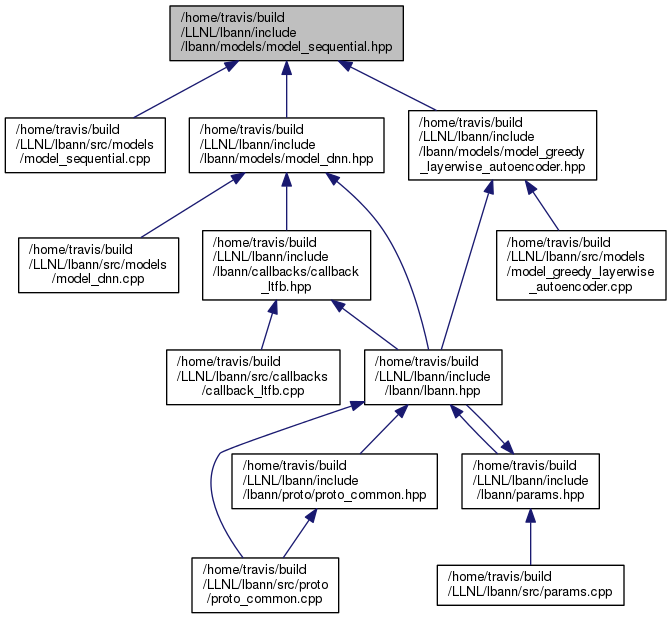 /home/travis/build
/LLNL/lbann/include
/lbann/models/model_sequential.hpp
/home/travis/build
/LLNL/lbann/src/models
/model_sequential.cpp
/home/travis/build
/LLNL/lbann/include
/lbann/models/model_dnn.hpp
/home/travis/build
/LLNL/lbann/include
/lbann/models/model_greedy
_layerwise_autoencoder.hpp
/home/travis/build
/LLNL/lbann/src/models
/model_dnn.cpp
/home/travis/build
/LLNL/lbann/include
/lbann/callbacks/callback
_ltfb.hpp
/home/travis/build
/LLNL/lbann/src/models
/model_greedy_layerwise
_autoencoder.cpp
/home/travis/build
/LLNL/lbann/src/callbacks
/callback_ltfb.cpp
/home/travis/build
/LLNL/lbann/include
/lbann/lbann.hpp
/home/travis/build
/LLNL/lbann/include
/lbann/proto/proto_common.hpp
/home/travis/build
/LLNL/lbann/include
/lbann/params.hpp
/home/travis/build
/LLNL/lbann/src/proto
/proto_common.cpp
/home/travis/build
/LLNL/lbann/src/params.cpp